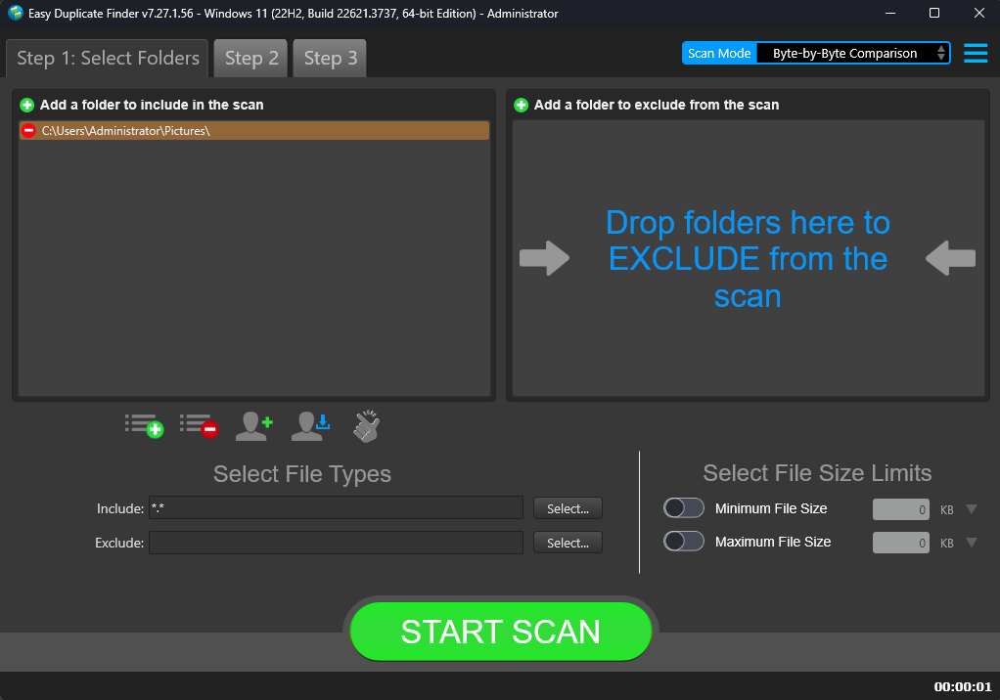 Easy Duplicate Finder v7.27.1.56 - Windows 11 (22H2, Build 22621.3737, 64-bit Edition) - Administrator
Step 1: Select Folders
Step 2
Step 3
Scan Mode
Byte-by-Byte Comparison
Add a folder to include in the scan
Add a folder to exclude from the scan
C:\Users\Administrator\Pictures\
Drop folders here to
EXCLUDE from the
scan
Select File Types
Select File Size Limits
Include:
*.*
Select...
Minimum File Size
0
KB
Exclude:
Select...
Maximum File Size
0
KB
START SCAN
00:00:01